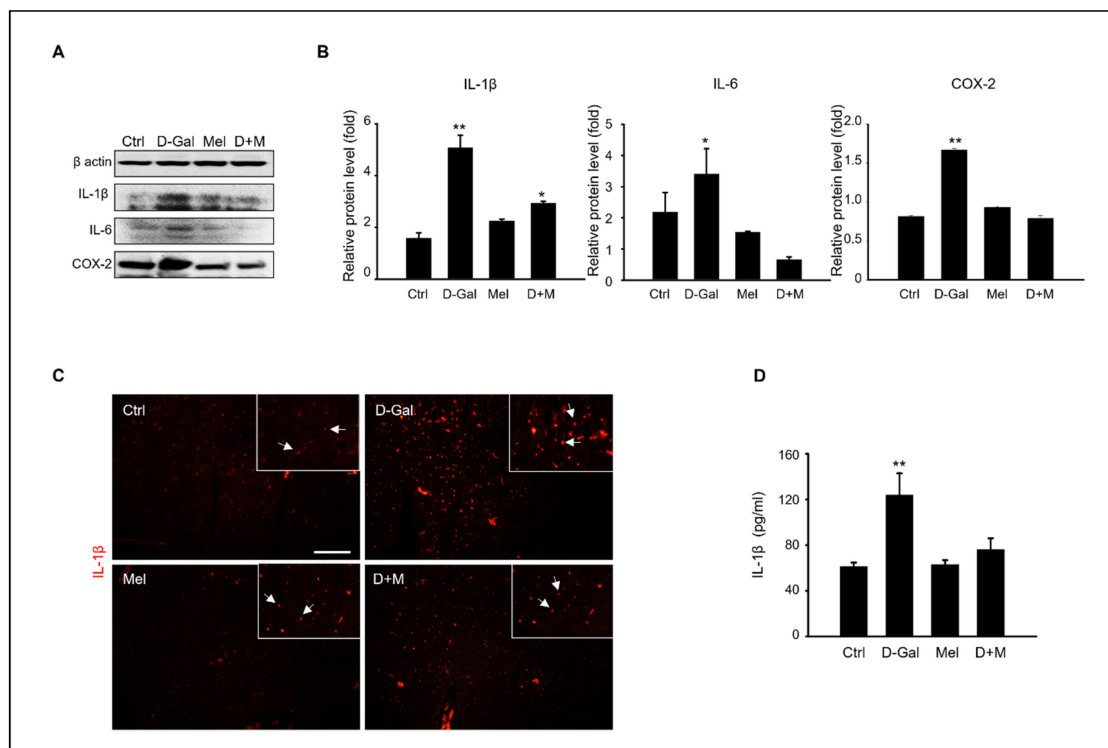 A
Ctrl D-Gal Mel D+M
β actin
IL-1β
IL-6
COX-2
B
IL-1β
Relative protein level (fold)
6
4
2
0
**
*
Ctrl D-Gal Mel D+M
IL-6
Relative protein level (fold)
5
4
3
2
1
0
*
Ctrl D-Gal Mel D+M
COX-2
Relative protein level (fold)
2.0
1.5
1.0
0.5
0
**
Ctrl D-Gal Mel D+M
C
IL-1β
Ctrl
D-Gal
Mel
D+M
D
IL-1β (pg/ml)
160
120
80
60
40
0
**
Ctrl D-Gal Mel D+M